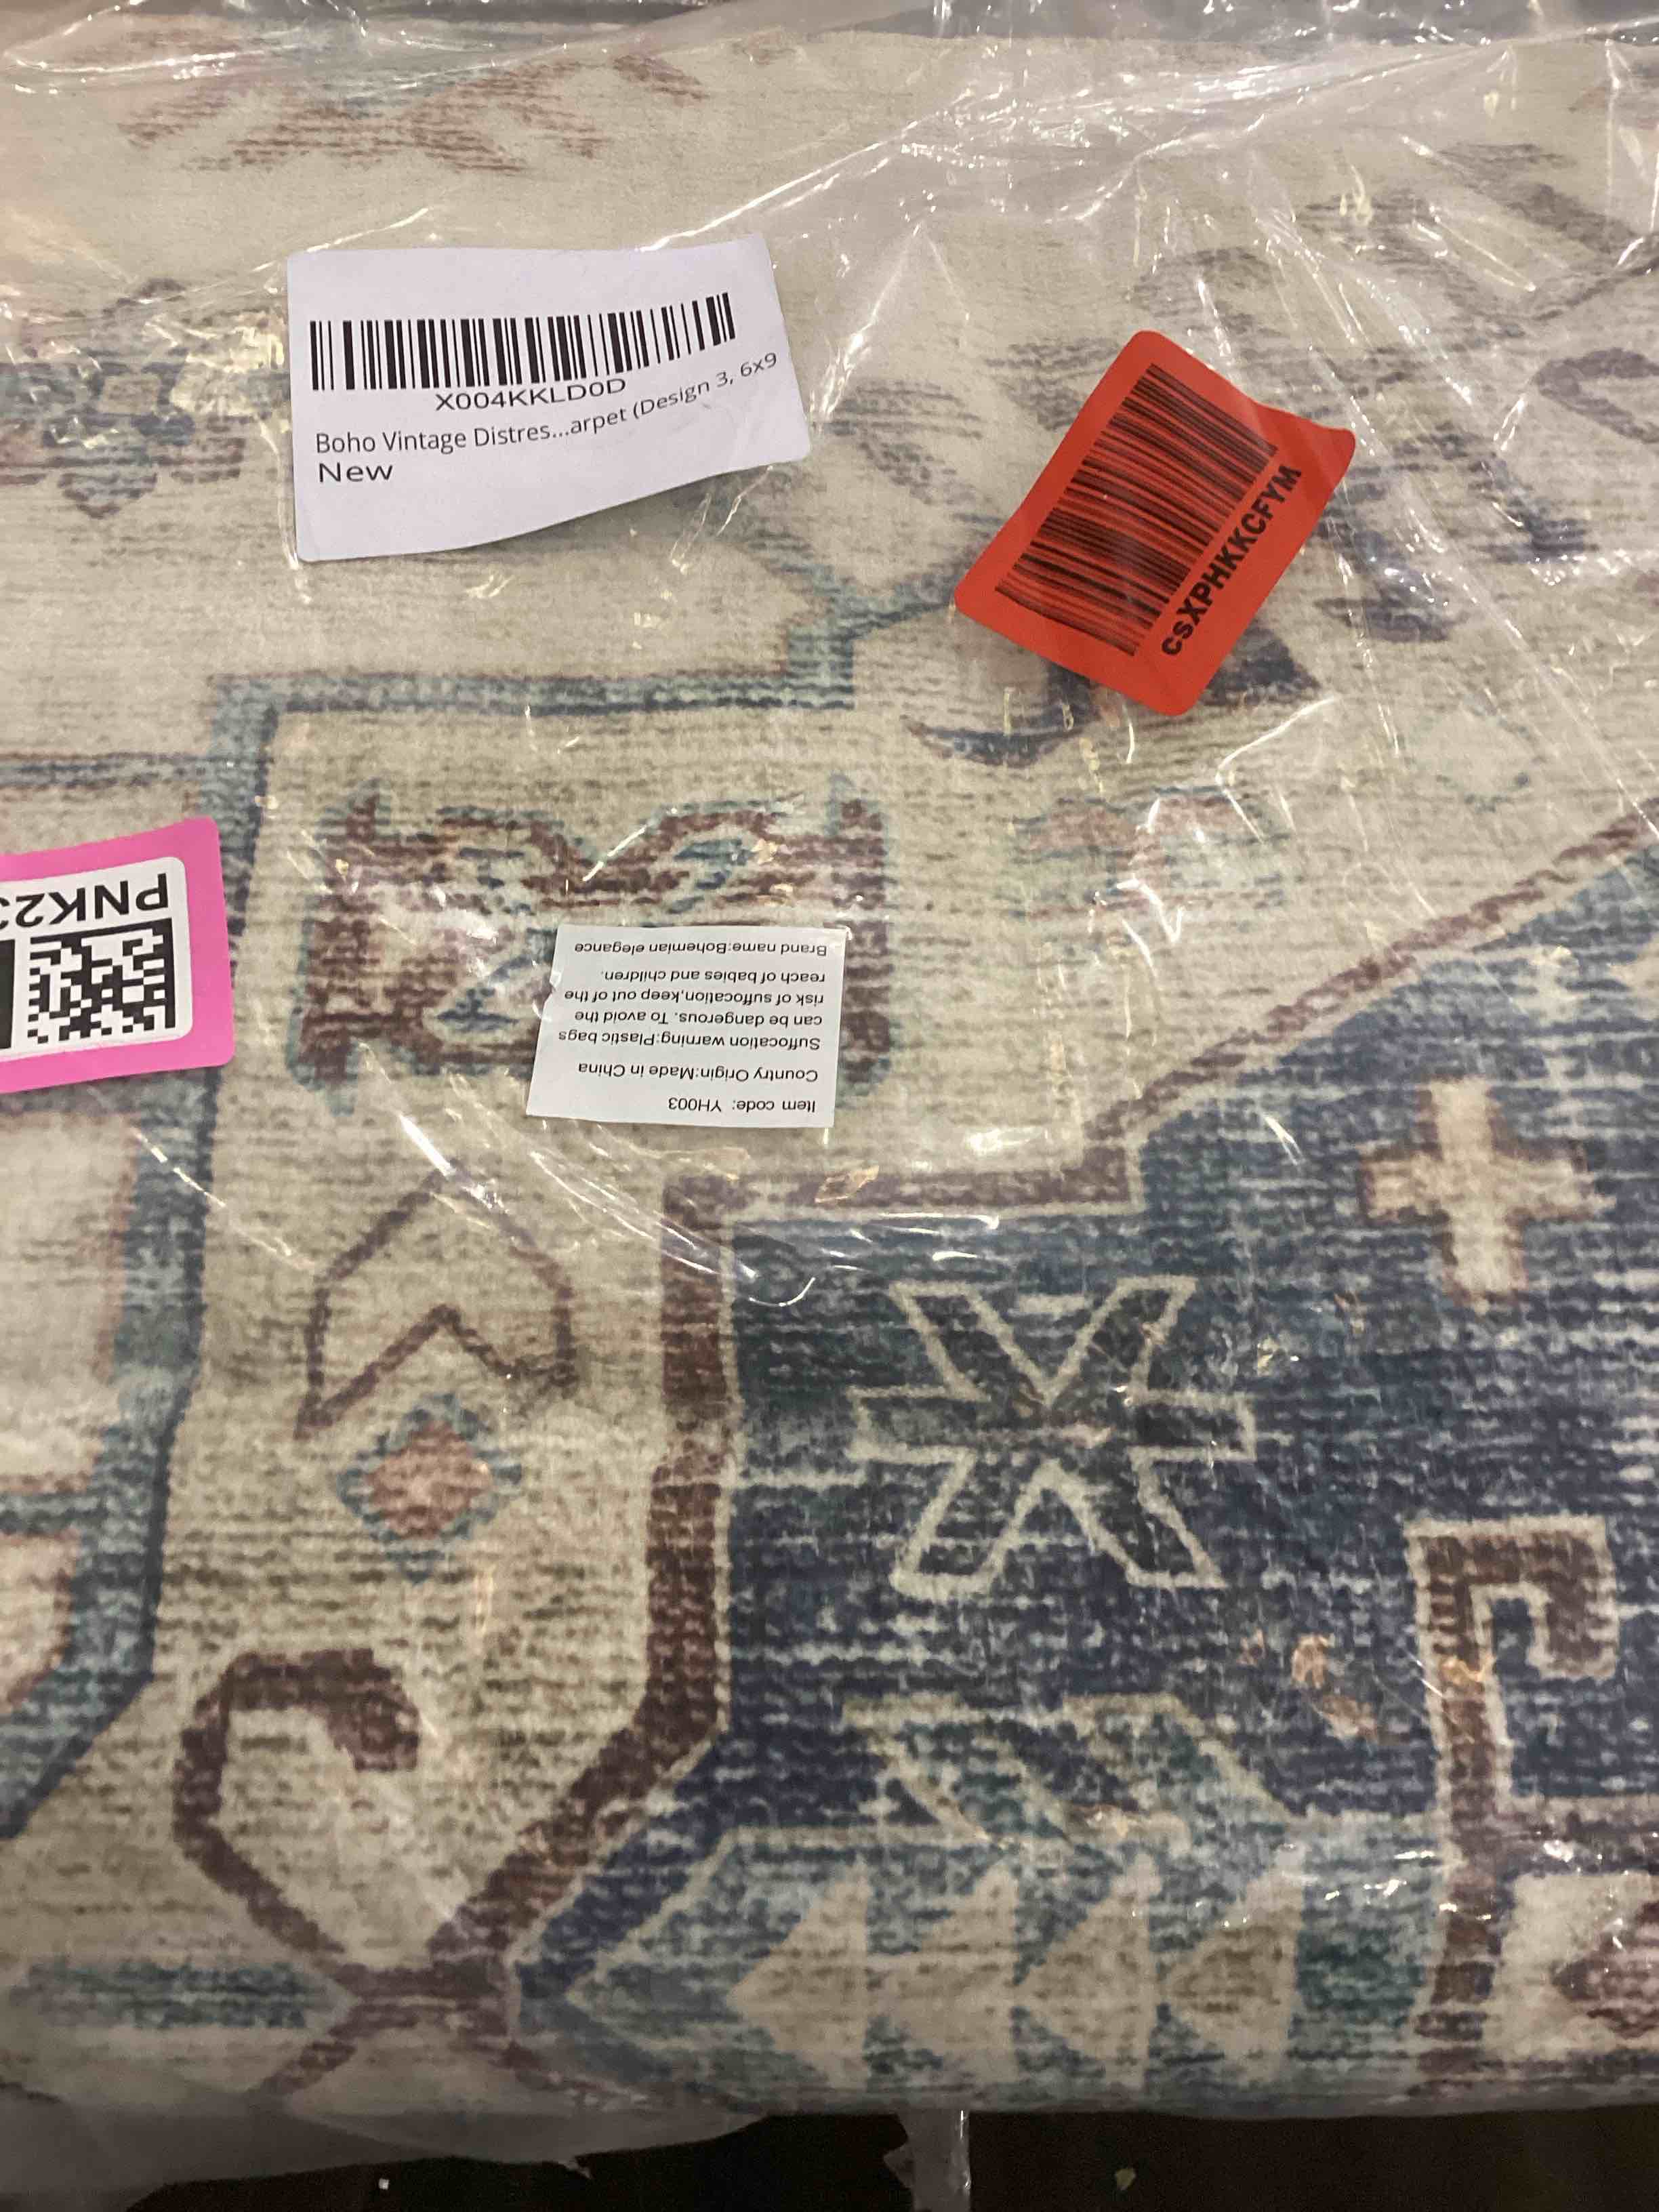 X004KKLD0D
Boho Vintage Distres...arpet (Design 3, 6x9
New
csXPHKKCFYM
PNK2
Item code: YH003
Country Origin:Made in China
Suffocation warning:Plastic bags
can be dangerous. To avoid the
risk of suffocation,keep out of the
reach of babies and children.
Brand name:Bohemian elegance